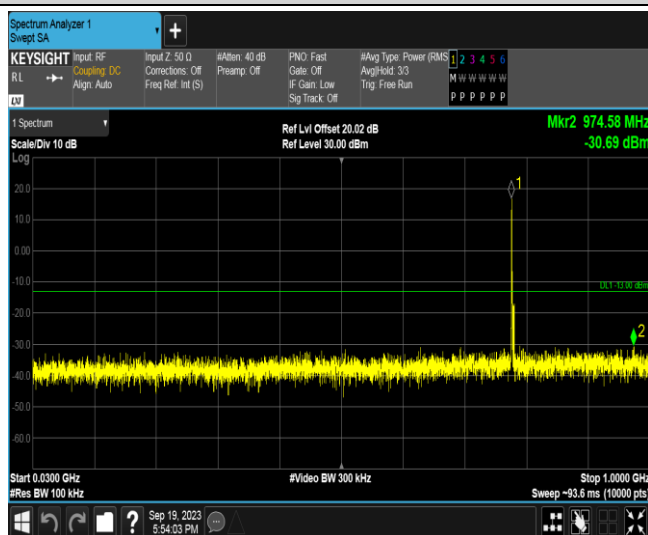 Spectrum Analyzer 1
Swept SA
KEYSIGHT
RL
Input: RF
Coupling: DC
Align: Auto
Input Z: 50 Ω
Corrections: Off
Freq Ref: Int (S)
#Atten: 40 dB
Preamp: Off
PNO: Fast
Gate: Off
IF Gain: Low
Sig Track: Off
#Avg Type: Power (RMS
Avg|Hold: 3/3
Trig: Free Run
1 2 3 4 5 6
M W W W W W
P P P P P P
LXI
1 Spectrum
Scale/Div 10 dB
Log
Ref Lvl Offset 20.02 dB
Ref Level 30.00 dBm
Mkr2 974.58 MHz
-30.69 dBm
1
20.0
10.0
0.00
-10.0
DL1 -13.00 dBm
2
-20.0
-30.0
-40.0
-50.0
-60.0
Start 0.0300 GHz
#Res BW 100 kHz
#Video BW 300 kHz
Stop 1.0000 GHz
Sweep ~93.6 ms (10000 pts)
?
Sep 19, 2023
5:54:03 PM